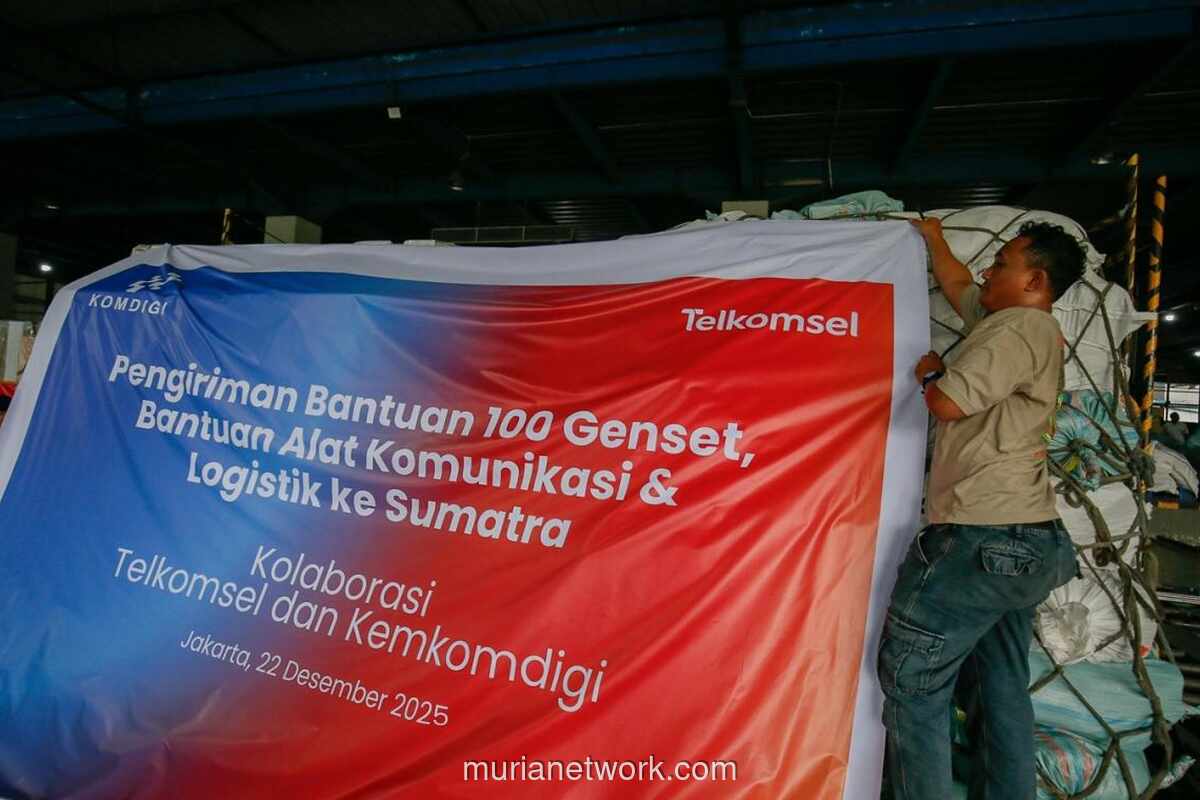 KOMDIGI
Telkomsel
Pengiriman Bantuan 100 Genset,
Bantuan Alat Komunikasi &
Logistik ke Sumatra
Kolaborasi
Telkomsel dan Kemkomdigi
Jakarta, 22 Desember 2025
murianetwork.com